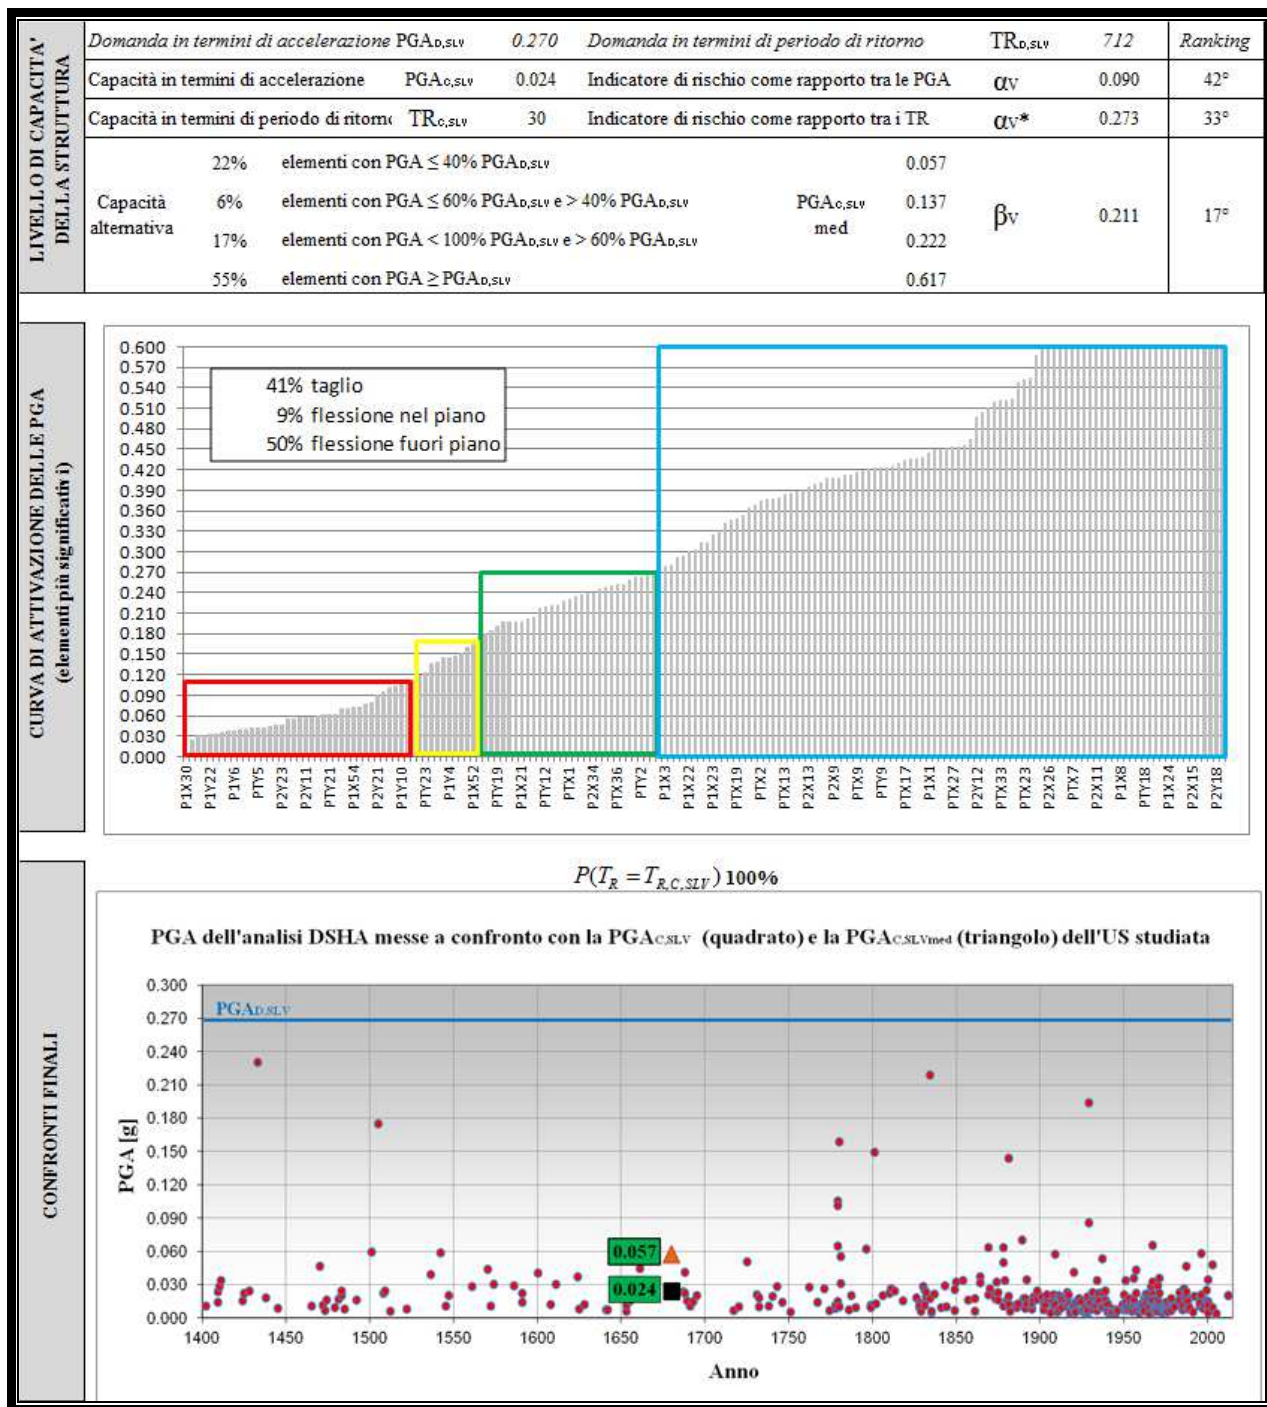 LIVELLO DI CAPACITA'
DELLA STRUTTURA
Domanda in termini di accelerazione PGAD,SLV 0.270 Domanda in termini di periodo di ritorno TRD,SLV 712 Ranking
Capacità in termini di accelerazione PGAC,SLV 0.024 Indicatore di rischio come rapporto tra le PGA αV 0.090 42°
Capacità in termini di periodo di ritorno TRC,SLV 30 Indicatore di rischio come rapporto tra i TR αV* 0.273 33°
22% elementi con PGA ≤ 40% PGAD,SLV 0.057
6% elementi con PGA ≤ 60% PGAD,SLV e > 40% PGAD,SLV 0.137
17% elementi con PGA < 100% PGAD,SLV e > 60% PGAD,SLV 0.222
55% elementi con PGA ≥ PGAD,SLV 0.617
Capacità
alternativa
PGAC,SLV
med
βV 0.211 17°
CURVA DI ATTIVAZIONE DELLE PGA
(elementi più significativi)
0.600
0.570
0.540
0.510
0.480
0.450
0.420
0.390
0.360
0.330
0.300
0.270
0.240
0.210
0.180
0.150
0.120
0.090
0.060
0.030
0.000
41% taglio
9% flessione nel piano
50% flessione fuori piano
P1X30 P1Y22 P1Y6 PTY5 P2Y23 P2Y11 PTY21 P1X54 P2Y21 P1Y10 PTY23 P1Y4 P1X52 PTY19 P1X21 PTY12 PTX1 P2X34 PTX36 PTY2 P1X3 P1X22 P1X23 PTX19 PTX2 PTX13 P2X13 P2X9 PTX9 PTY9 PTX17 P1X1 PTX27 P2Y12 PTX33 PTX23 P2X26 PTX7 P2X11 P1X8 PTY18 P1X24 P2X15 P2Y18
CONFRONTI FINALI
P(TR = TR,C,SLV) 100%
PGA dell'analisi DSHA messe a confronto con la PGAC,SLV (quadrato) e la PGAC,SLVmed (triangolo) dell'US studiata
PGA [g]
0.300
0.270
0.240
0.210
0.180
0.150
0.120
0.090
0.060
0.030
0.000
PGAD,SLV
0.057
0.024
1400 1450 1500 1550 1600 1650 1700 1750 1800 1850 1900 1950 2000
Anno